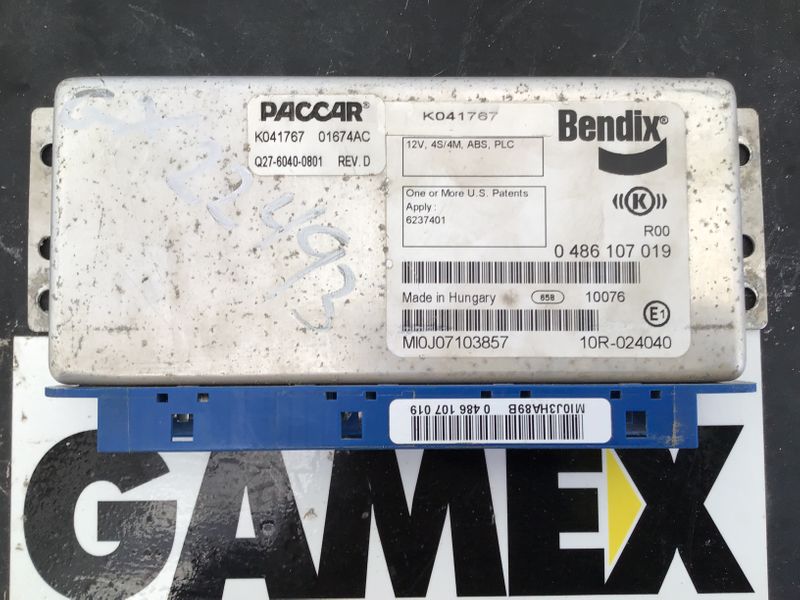 GX 22493
PACCAR®
K041767 01674AC
Q27-6040-0801 REV. D
K041767
Bendix®
12V, 4S/4M, ABS, PLC
One or More U.S. Patents
Apply :
6237401
K
R00
0 486 107 019
Made in Hungary 658 10076
E1
MI0J07103857 10R-024040
MI0J3HA89B
0 486 107 019
GAMEX